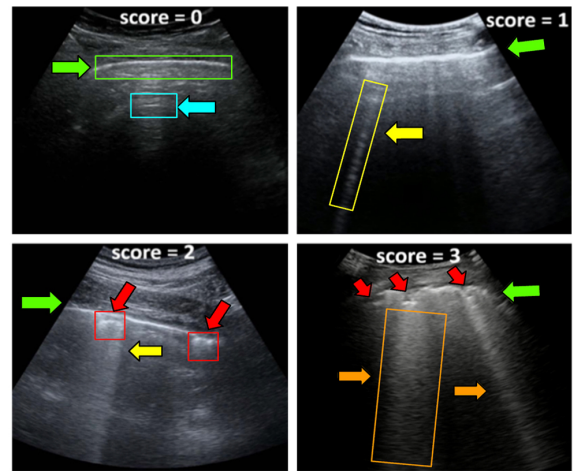 score = 0
score = 1
score = 2
score = 3